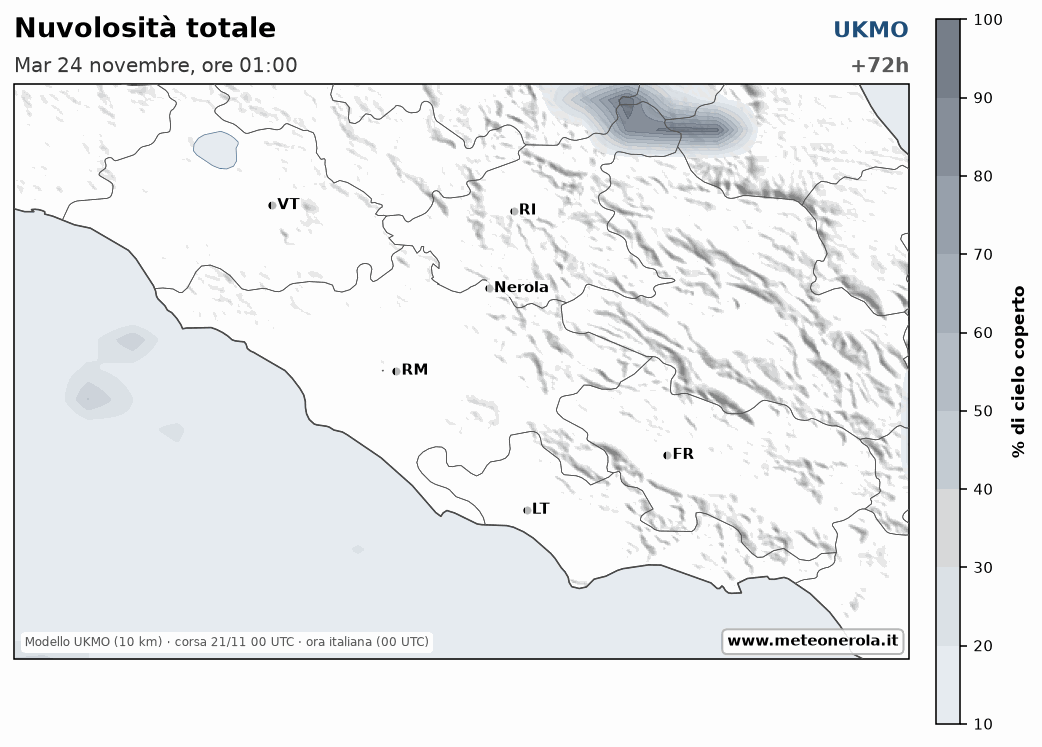 Nuvolosità totale
UKMO
Mar 24 novembre, ore 01:00
+72h
VT
RI
Nerola
RM
FR
LT
Modello UKMO (10 km) · corsa 21/11 00 UTC · ora italiana (00 UTC)
www.meteonerola.it
100
90
80
70
60
50
40
30
20
10
% di cielo coperto